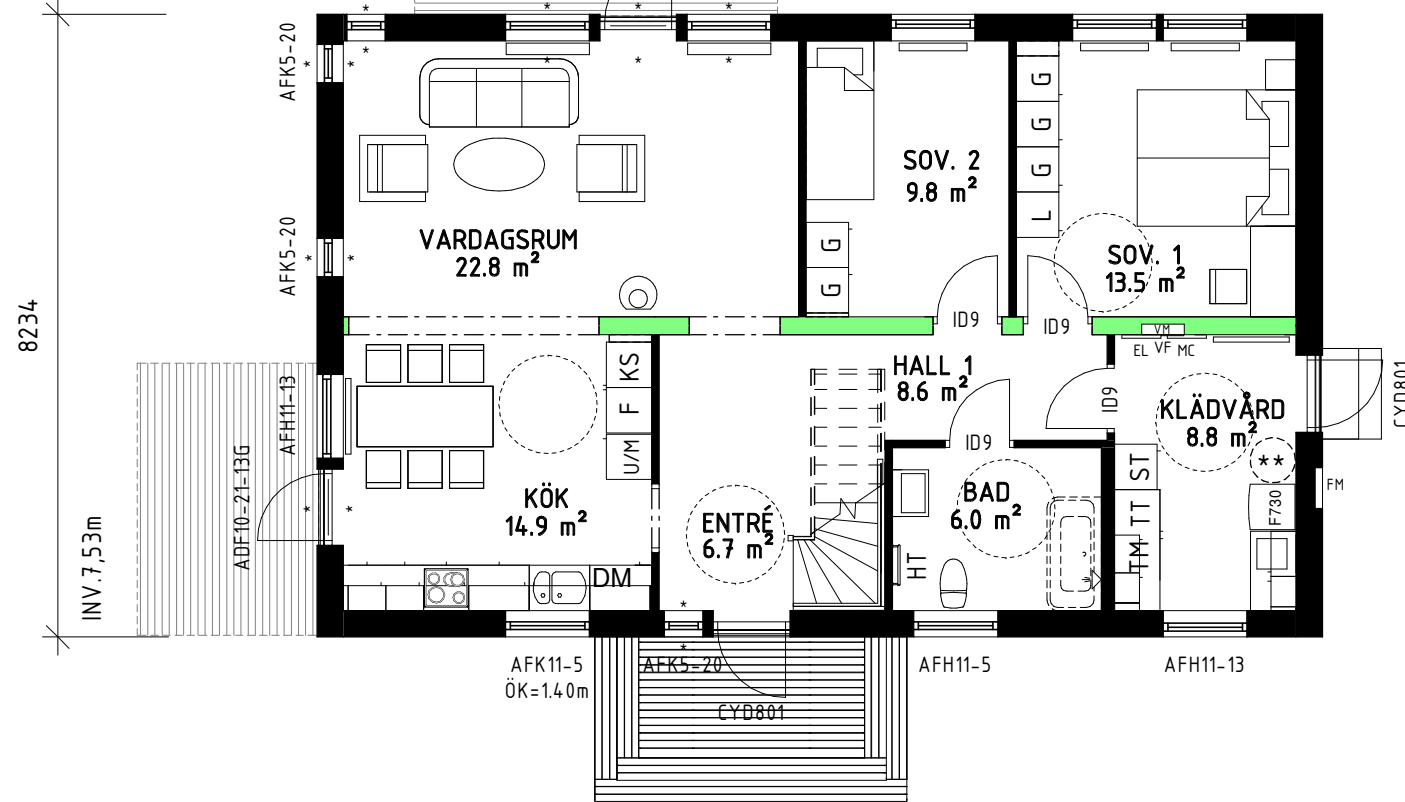 AFK5-20
8234
INV.7,53m
AFK5-20
VARDAGSRUM
22.8 m²
SOV. 2
9.8 m²
G
G
G
G
G
L
SOV. 1
13.5 m²
ID9
ID9
VM
EL VF MC
HALL 1
8.6 m²
ID9
ID9
KLÄDVÅRD
8.8 m²
CYD801
AFH11-13
ADF10-21-13G
KS
F
U/M
KÖK
14.9 m²
DM
ENTRÉ
6.7 m²
BAD
6.0 m²
HT
ST
TT
TM
**
F730
FM
AFK11-5
ÖK=1.40m
AFK5-20
CYD801
AFH11-5
AFH11-13